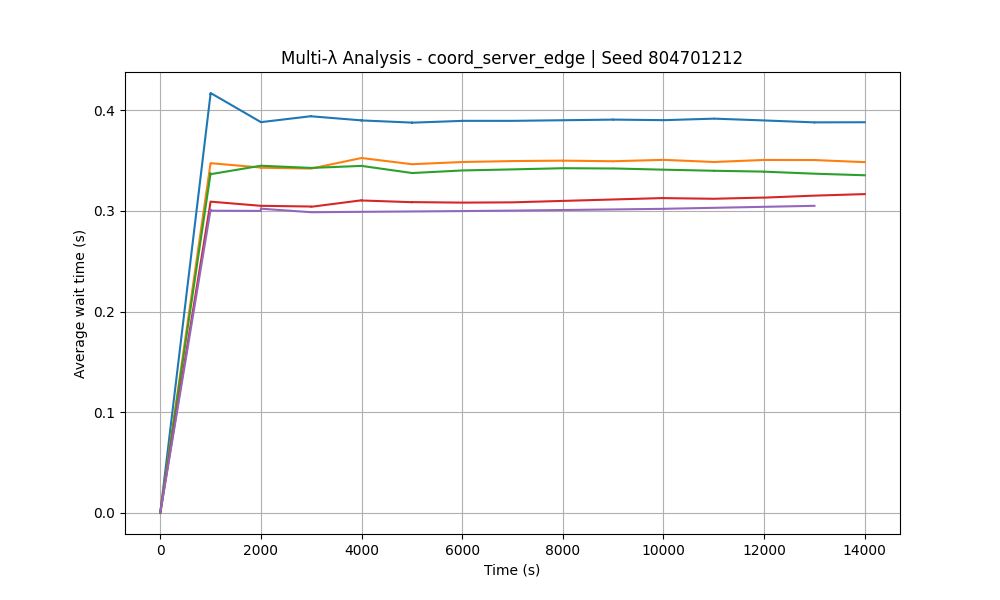 Multi-λ Analysis - coord_server_edge | Seed 804701212
Average wait time (s)
0.4
0.3
0.2
0.1
0.0
0 2000 4000 6000 8000 10000 12000 14000
Time (s)